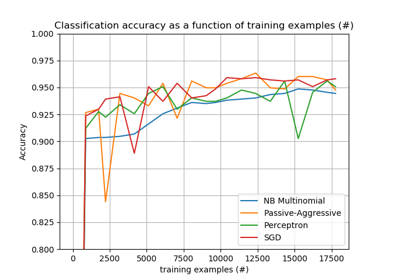 Classification accuracy as a function of training examples (#)
1.000
0.975
0.950
0.925
0.900
0.875
0.850
0.825
0.800
Accuracy
NB Multinomial
Passive-Aggressive
Perceptron
SGD
0 2500 5000 7500 10000 12500 15000 17500
training examples (#)